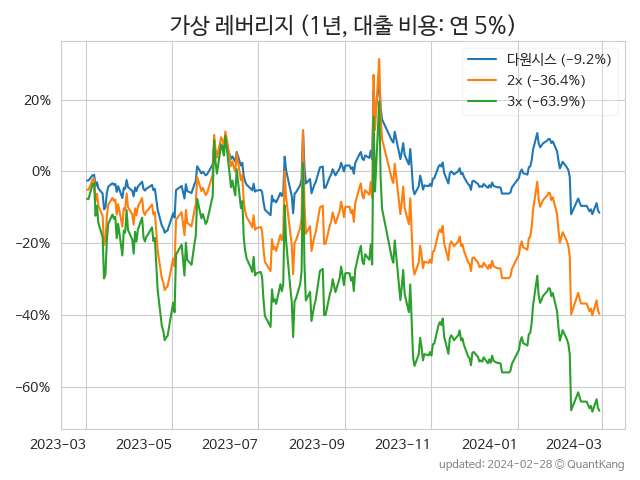 가상 레버리지 (1년, 대출 비용: 연 5%)
다원시스 (−9.2%)
2x (−36.4%)
3x (−63.9%)
20%
0%
−20%
−40%
−60%
2023-03 2023-05 2023-07 2023-09 2023-11 2024-01 2024-03
updated: 2024-02-28 © QuantKang